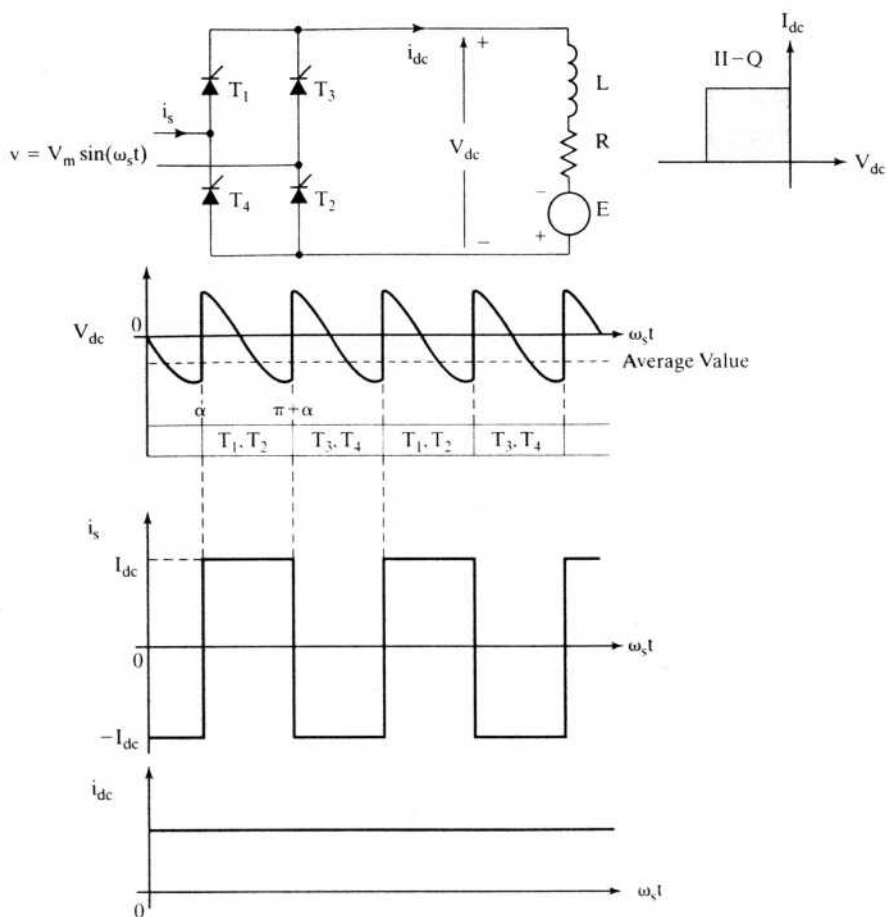 I_dc
II-Q
V_dc
i_dc
+
L
T_1
T_3
i_s
V_dc
R
v = V_m sin(ω_s t)
T_4
T_2
−
E
−
+
0
V_dc
ω_s t
Average Value
α
π + α
T_1, T_2
T_3, T_4
T_1, T_2
T_3, T_4
i_s
I_dc
0
ω_s t
−I_dc
i_dc
0
ω_s t